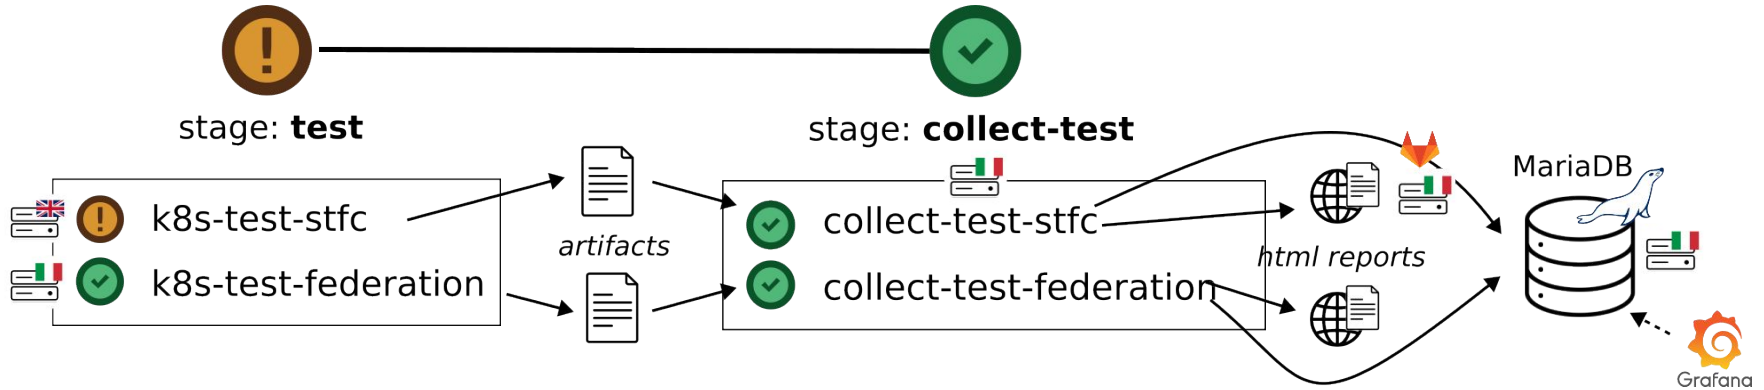 stage: test
stage: collect-test
k8s-test-stfc
k8s-test-federation
artifacts
collect-test-stfc
collect-test-federation
html reports
MariaDB
Grafana